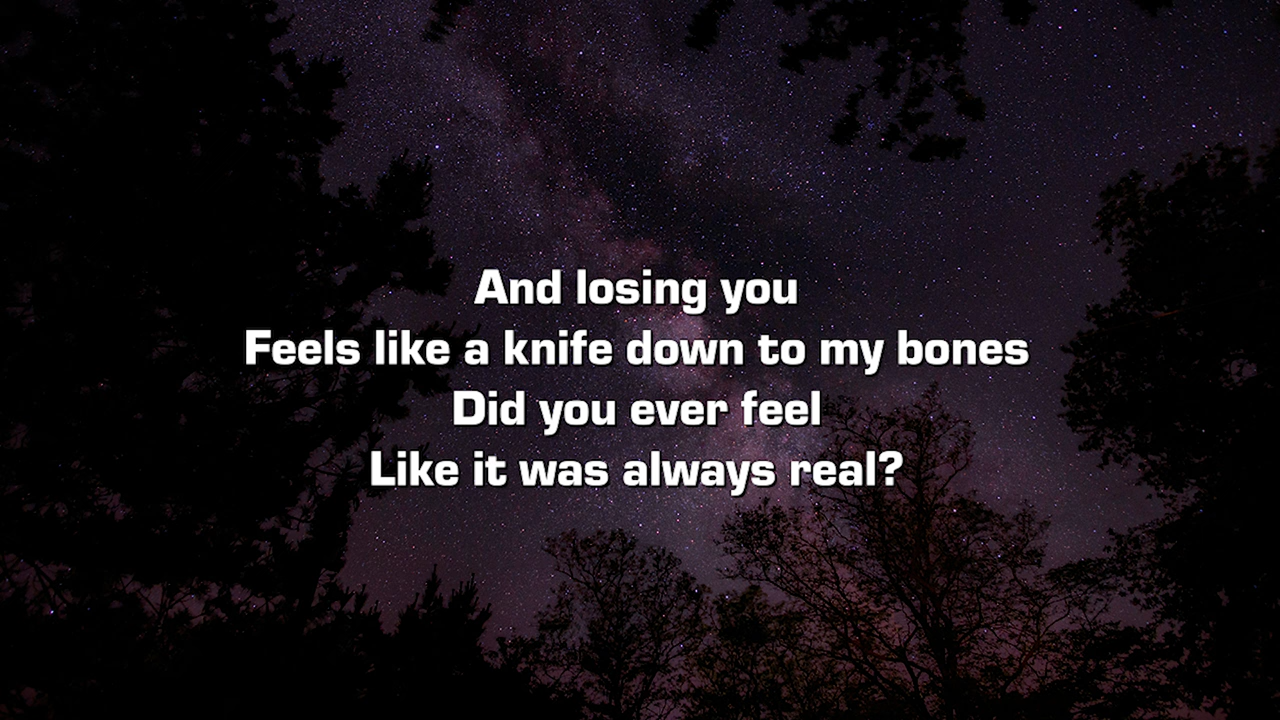 And losing you
Feels like a knife down to my bones
Did you ever feel
Like it was always real?